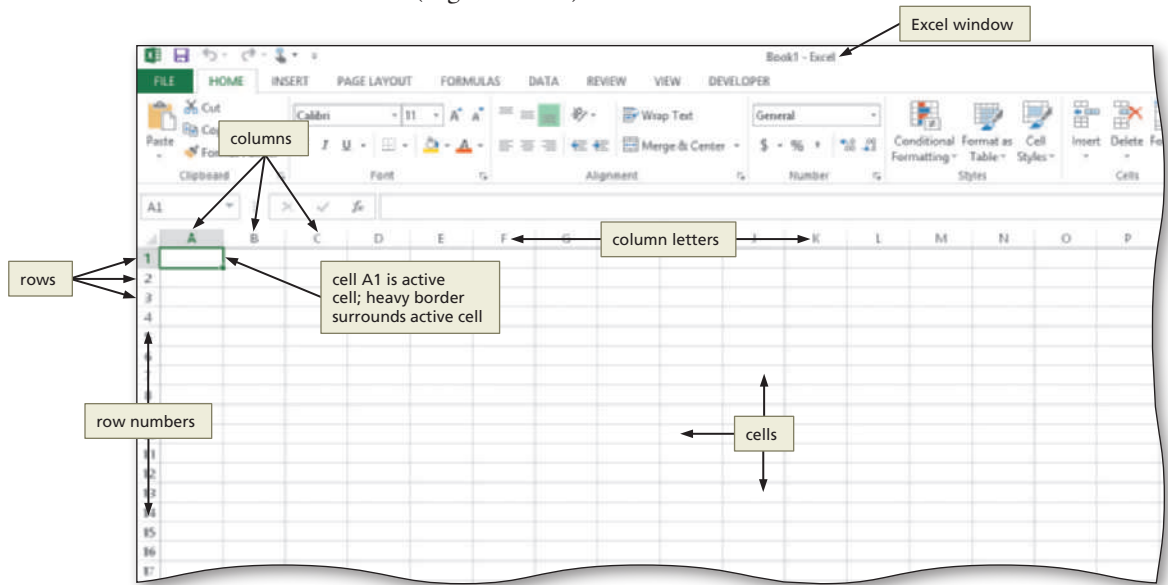 Excel window
Book1 - Excel
FILE HOME INSERT PAGE LAYOUT FORMULAS DATA REVIEW VIEW DEVELOPER
Cut
Calibri 11 A A
Wrap Text
General
Paste
columns
I U A
Merge & Center
$ % ,
Conditional Formatting
Format as Table
Cell Styles
Insert Delete
Clipboard Font Alignment Number Styles Cells
A1 fx
A B C D E F column letters K L M N O P
1
rows
2
3
4
cell A1 is active
cell; heavy border
surrounds active cell
row numbers
cells
15
16
17